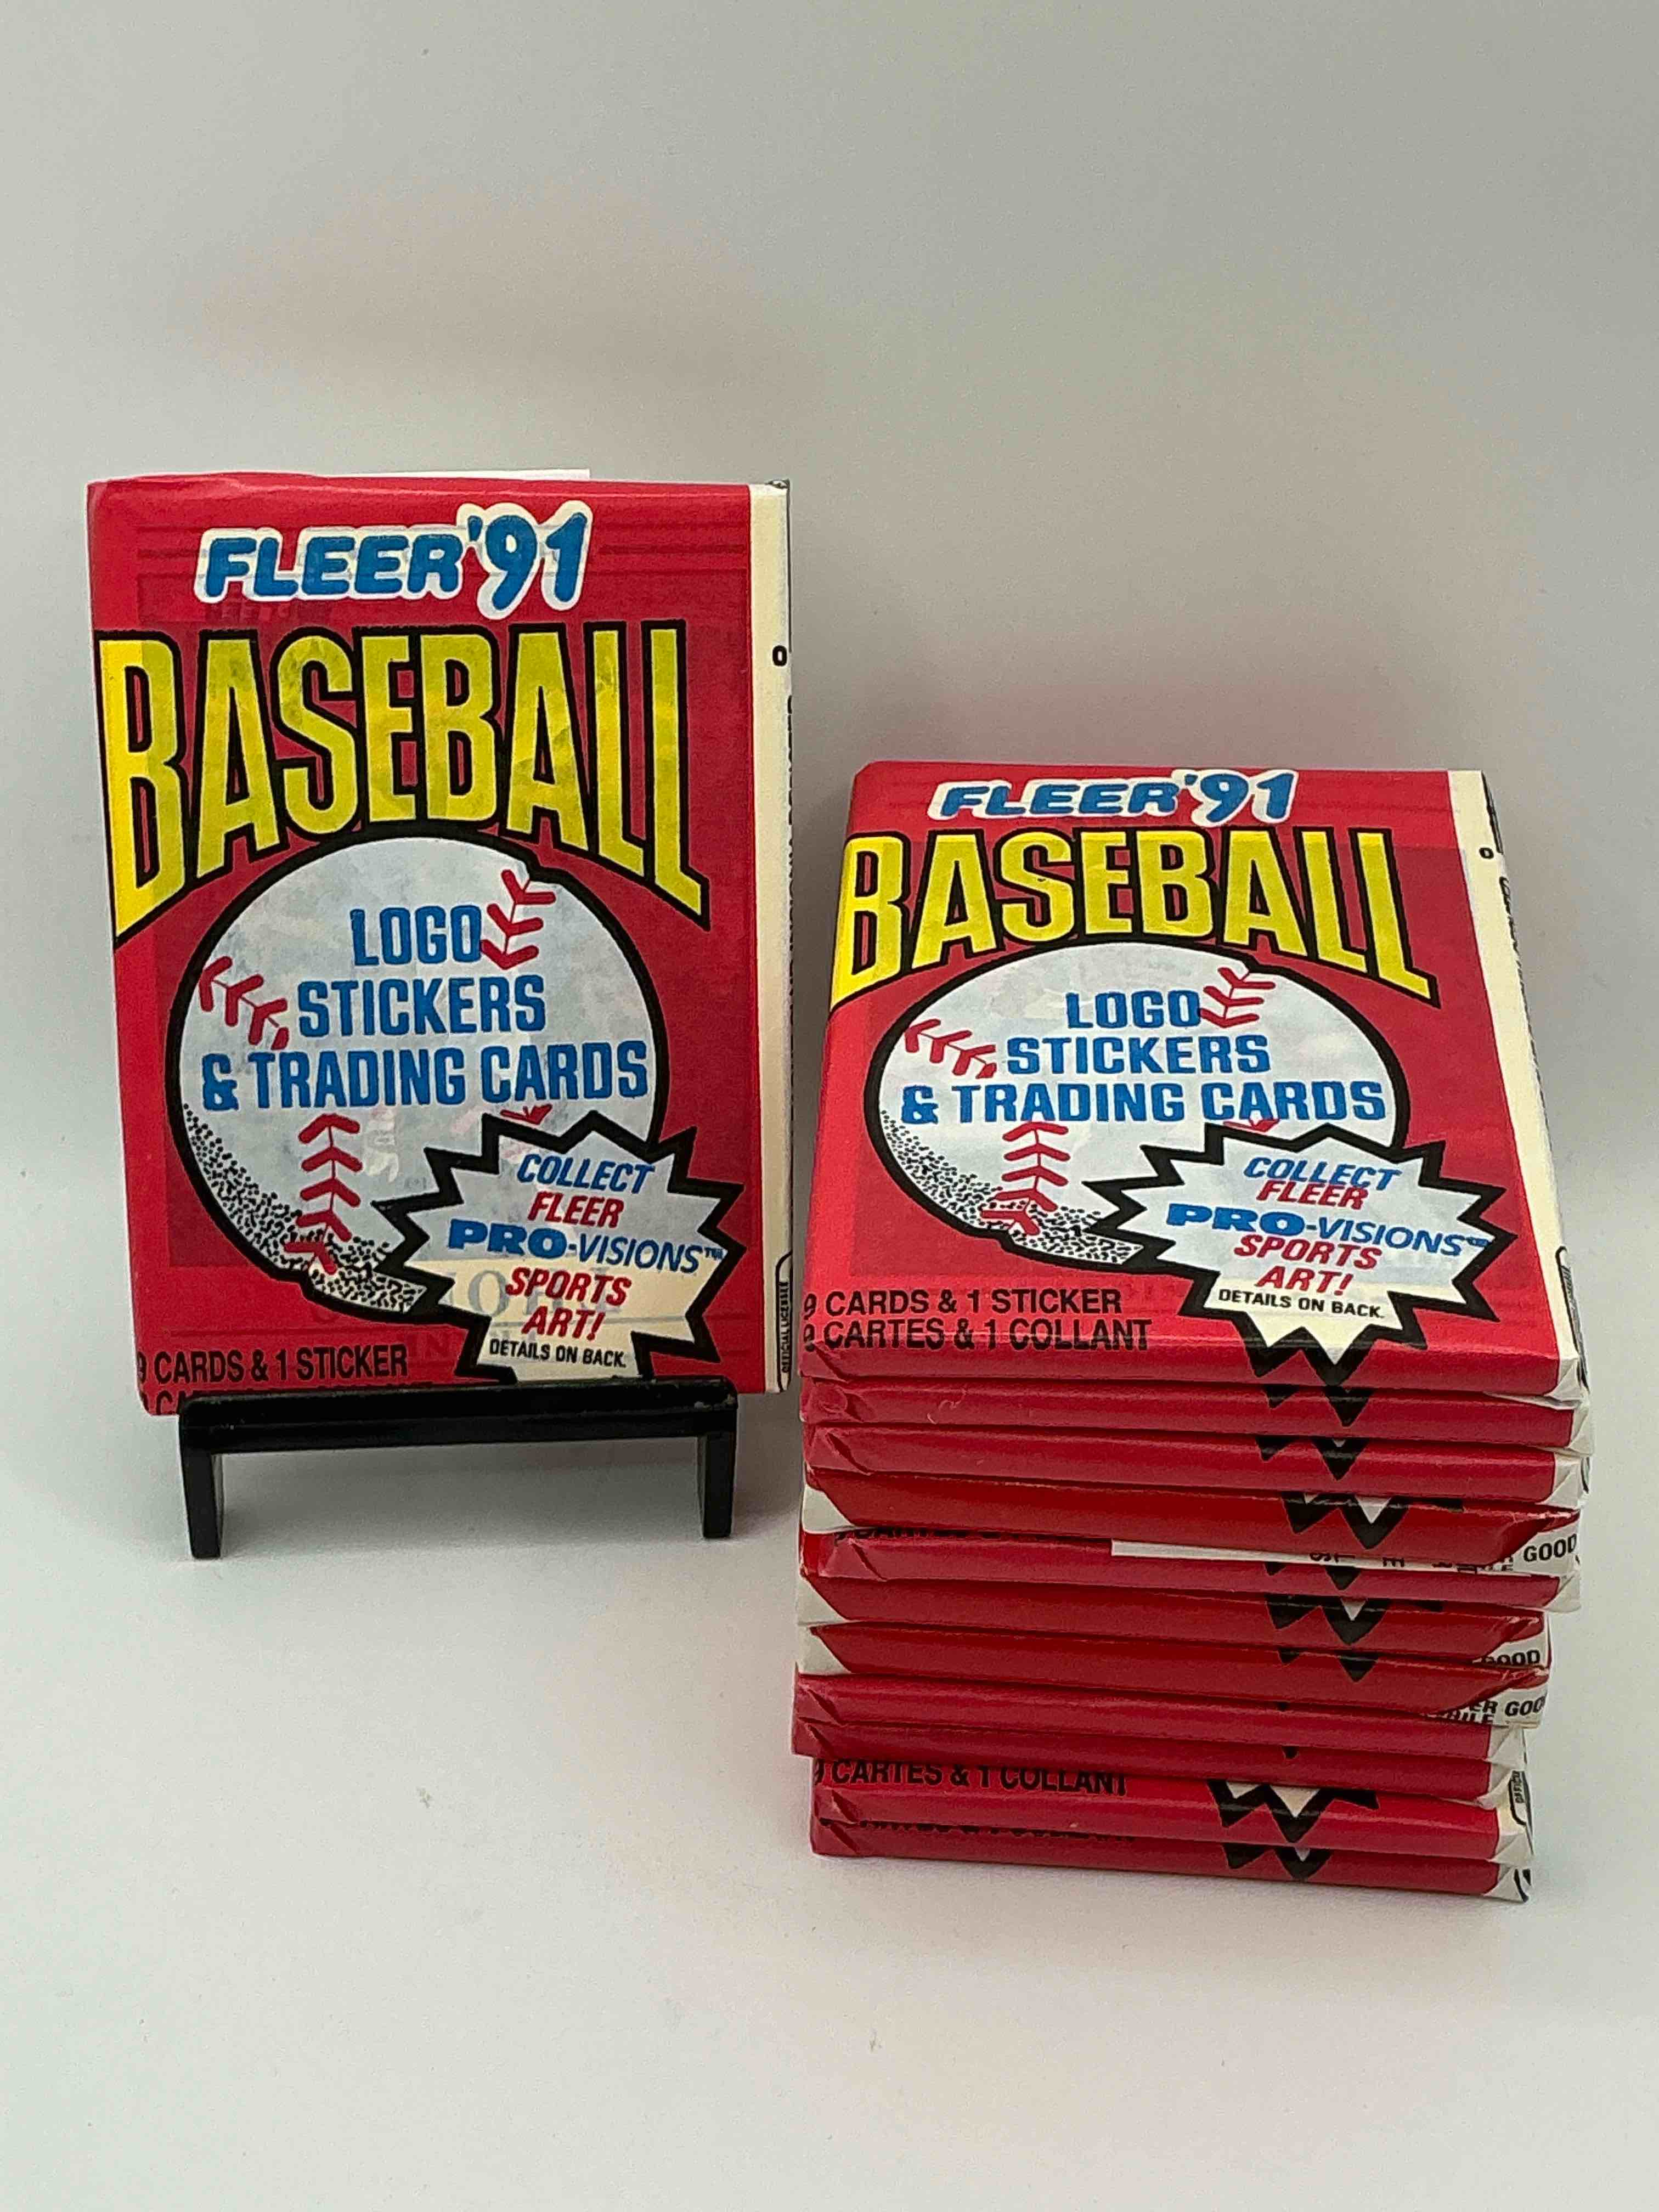 FLEER '91
BASEBALL
LOGO
STICKERS
& TRADING CARDS
COLLECT
FLEER
PRO-VISIONS™
SPORTS
ART!
DETAILS ON BACK.
9 CARDS & 1 STICKER
O
FLEER '91
BASEBALL
LOGO
STICKERS
& TRADING CARDS
COLLECT
FLEER
PRO-VISIONS™
SPORTS
ART!
DETAILS ON BACK.
9 CARDS & 1 STICKER
9 CARTES & 1 COLLANT
O
GOOD
GOOD
9 CARTES & 1 COLLANT